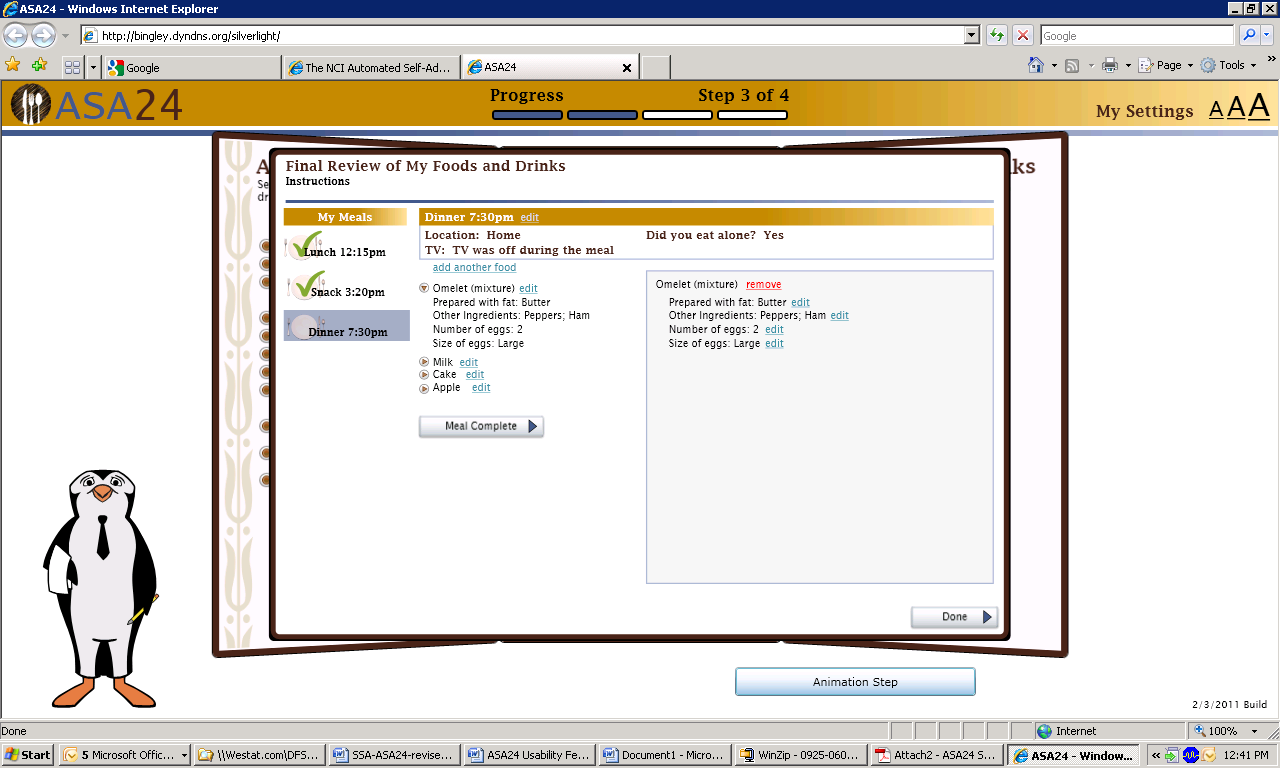 ASA24 - Windows Internet Explorer
http://bingley.dyndns.org/silverlight/
Google
Google
The NCI Automated Self-Ad...
ASA24
Page
Tools
ASA24
Progress
Step 3 of 4
My Settings A A A
A
ks
Se
dr
Final Review of My Foods and Drinks
Instructions
My Meals
Lunch 12:15pm
Snack 3:20pm
Dinner 7:30pm
Dinner 7:30pm edit
Location: Home
Did you eat alone? Yes
TV: TV was off during the meal
add another food
Omelet (mixture) edit
Prepared with fat: Butter
Other Ingredients: Peppers; Ham
Number of eggs: 2
Size of eggs: Large
Milk edit
Cake edit
Apple edit
Meal Complete
Omelet (mixture) remove
Prepared with fat: Butter edit
Other Ingredients: Peppers; Ham edit
Number of eggs: 2 edit
Size of eggs: Large edit
Done
Animation Step
2/3/2011 Build
Done
Internet
100%
Start
5 Microsoft Offic...
\\Westat.com\DFS...
SSA-ASA24-revise...
ASA24 Usability Fe...
Document1 - Micro...
WinZip - 0925-060...
Attach2 - ASA24 S...
ASA24 - Window...
12:41 PM